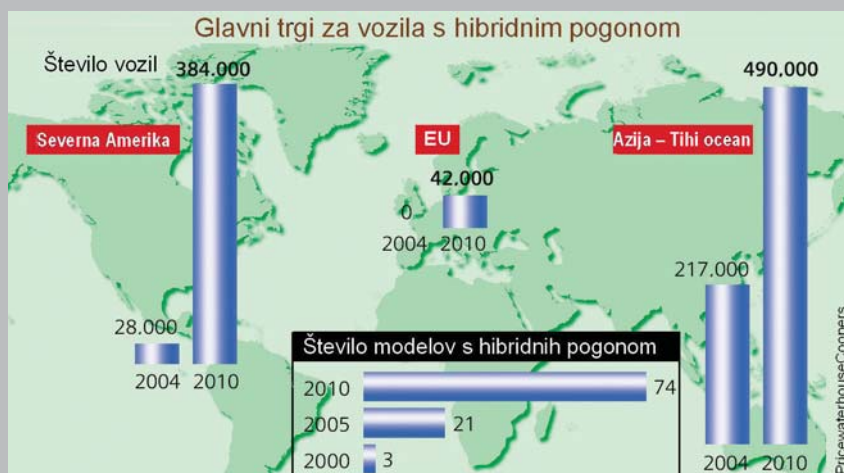 Glavni trgi za vozila s hibridnim pogonom
Število vozil
384.000
490.000
Severna Amerika
EU
Azija – Tihi ocean
42.000
0
2004 2010
217.000
28.000
2004 2010
Število modelov s hibridnih pogonom
2010 74
2005 21
2000 3
2004 2010
PricewaterhouseCoopers